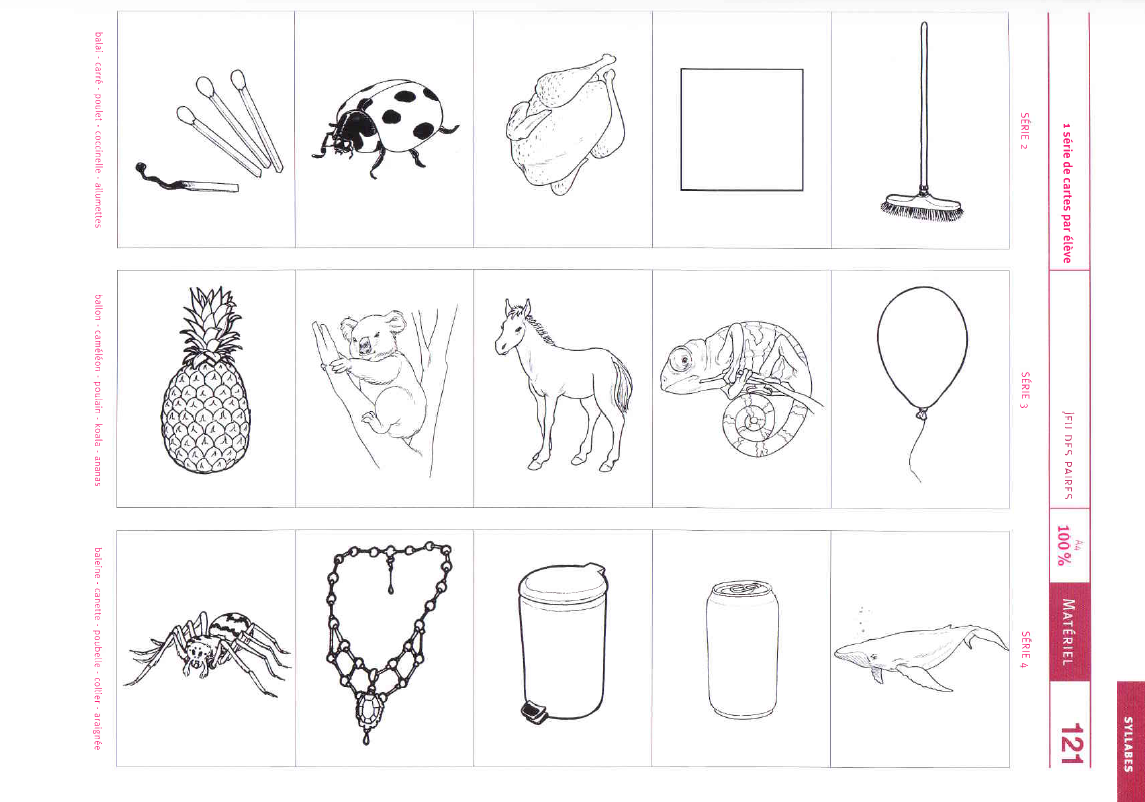 SYLLABES
1 série de cartes par élève
JEU DES PAIRES
A4
100%
MATÉRIEL
121
SÉRIE 2
balai - carré - poulet - coccinelle - allumettes
SÉRIE 3
ballon - caméléon - poulain - koala - ananas
SÉRIE 4
baleine - canette - poubelle - collier - araignée